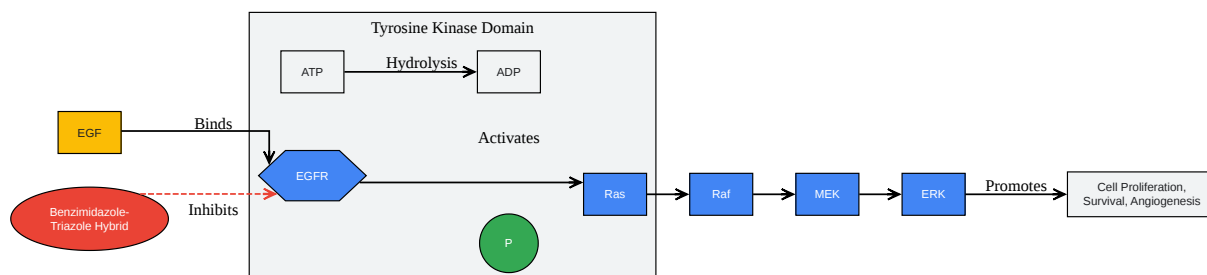 Tyrosine Kinase Domain
ATP
Hydrolysis
ADP
EGF
Binds
Activates
EGFR
Benzimidazole-
Triazole Hybrid
Inhibits
Ras
Raf
MEK
ERK
Promotes
Cell Proliferation,
Survival, Angiogenesis
P